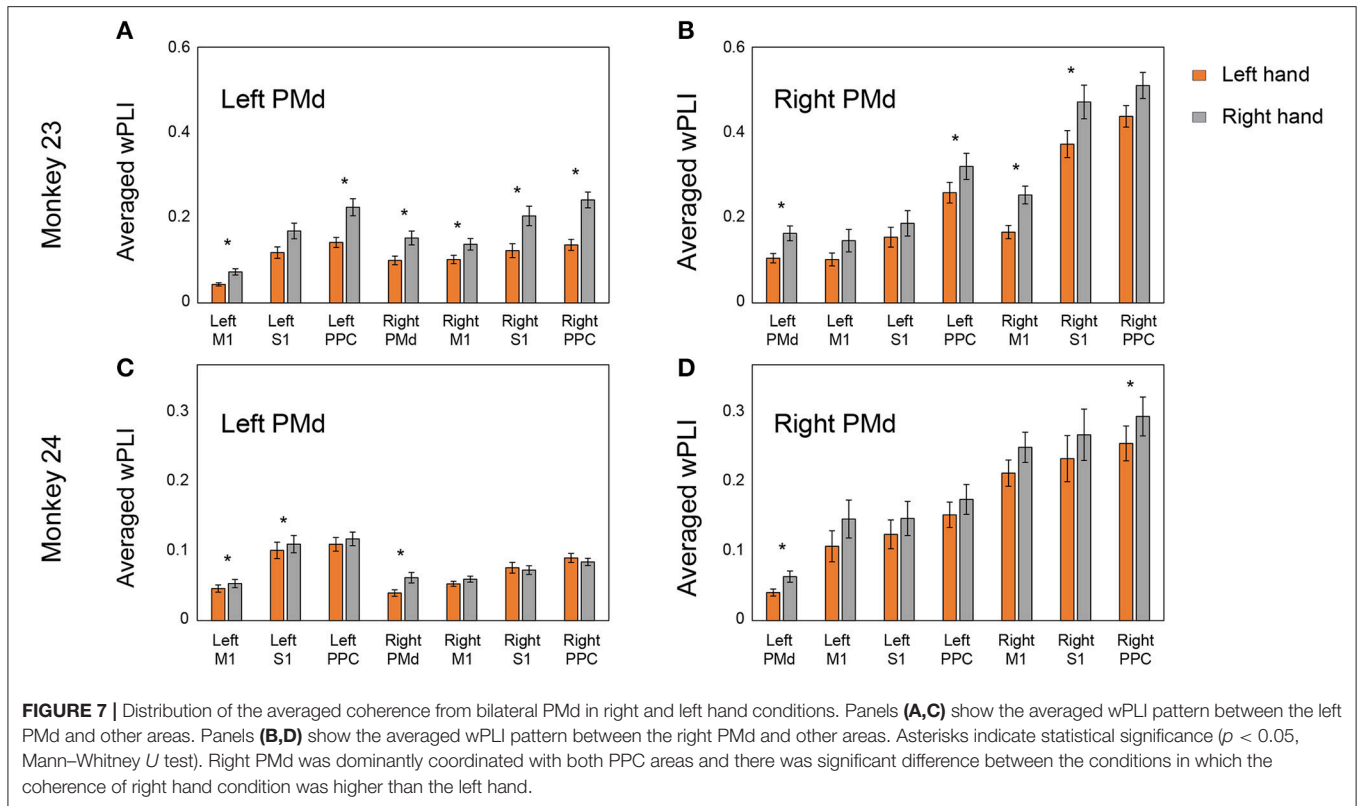 A
B
Monkey 23
Averaged wPLI
0.6
0.4
0.2
0
Left PMd
*
*
*
*
*
*
Left M1
Left S1
Left PPC
Right PMd
Right M1
Right S1
Right PPC
Averaged wPLI
0.6
0.4
0.2
0
Right PMd
*
*
*
*
Left PMd
Left M1
Left S1
Left PPC
Right M1
Right S1
Right PPC
Left hand
Right hand
C
D
Monkey 24
Averaged wPLI
0.3
0.2
0.1
0
Left PMd
*
*
*
Left M1
Left S1
Left PPC
Right PMd
Right M1
Right S1
Right PPC
Averaged wPLI
0.3
0.2
0.1
0
Right PMd
*
*
Left PMd
Left M1
Left S1
Left PPC
Right M1
Right S1
Right PPC
FIGURE 7 | Distribution of the averaged coherence from bilateral PMd in right and left hand conditions. Panels (A,C) show the averaged wPLI pattern between the left
PMd and other areas. Panels (B,D) show the averaged wPLI pattern between the right PMd and other areas. Asterisks indicate statistical significance (p < 0.05,
Mann–Whitney U test). Right PMd was dominantly coordinated with both PPC areas and there was significant difference between the conditions in which the
coherence of right hand condition was higher than the left hand.